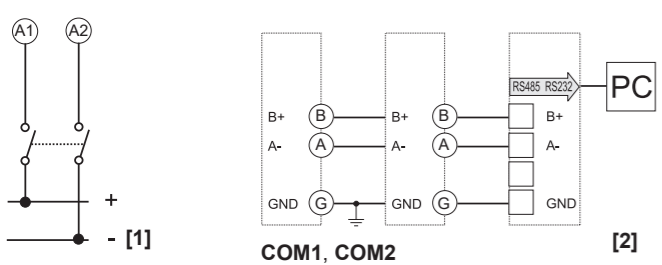 A1 A2
RS485 RS232 PC
B+ B B+ B B+
A- A A- A A-
+
GND G GND G GND
- [1]
COM1, COM2 [2]